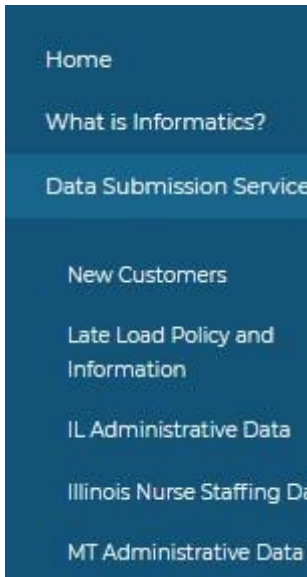 Home
What is Informatics?
Data Submission Service
New Customers
Late Load Policy and
Information
IL Administrative Data
Illinois Nurse Staffing Da
MT Administrative Data